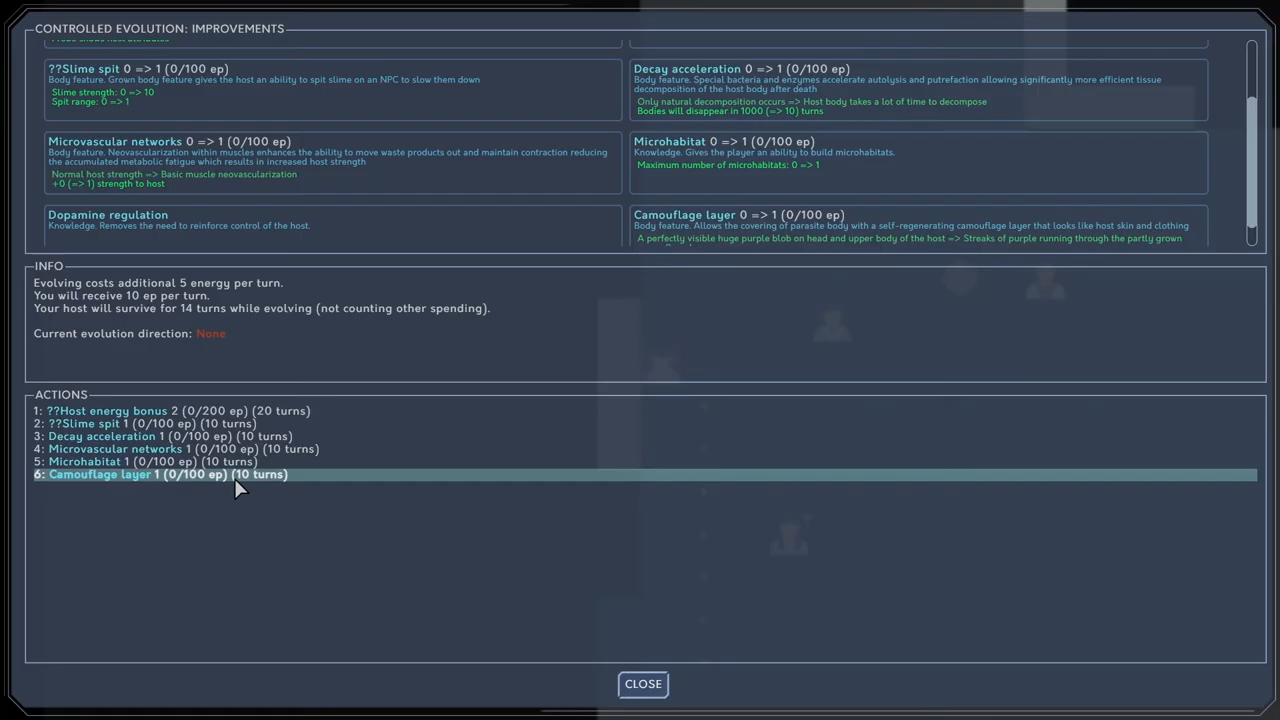 CONTROLLED EVOLUTION: IMPROVEMENTS
??Slime spit 0 => 1 (0/100 ep)
Body feature. Grown body feature gives the host an ability to spit slime on an NPC to slow them down
Slime strength: 0 => 10
Spit range: 0 => 1
Decay acceleration 0 => 1 (0/100 ep)
Body feature. Special bacteria and enzymes accelerate autolysis and putrefaction allowing significantly more efficient tissue
decomposition of the host body after death
Only natural decomposition occurs => Host body takes a lot of time to decompose
Bodies will disappear in 1000 (=> 10) turns
Microvascular networks 0 => 1 (0/100 ep)
Body feature. Neovascularization within muscles enhances the ability to move waste products out and maintain contraction reducing
the accumulated metabolic fatigue which results in increased host strength
Normal host strength => Basic muscle neovascularization
+0 (=> 1) strength to host
Microhabitat 0 => 1 (0/100 ep)
Knowledge. Gives the player an ability to build microhabitats.
Maximum number of microhabitats: 0 => 1
Dopamine regulation
Knowledge. Removes the need to reinforce control of the host.
Camouflage layer 0 => 1 (0/100 ep)
Body feature. Allows the covering of parasite body with a self-regenerating camouflage layer that looks like host skin and clothing
A perfectly visible huge purple blob on head and upper body of the host => Streaks of purple running through the partly grown
INFO
Evolving costs additional 5 energy per turn.
You will receive 10 ep per turn.
Your host will survive for 14 turns while evolving (not counting other spending).
Current evolution direction: None
ACTIONS
1: ??Host energy bonus 2 (0/200 ep) (20 turns)
2: ??Slime spit 1 (0/100 ep) (10 turns)
3: Decay acceleration 1 (0/100 ep) (10 turns)
4: Microvascular networks 1 (0/100 ep) (10 turns)
5: Microhabitat 1 (0/100 ep) (10 turns)
6: Camouflage layer 1 (0/100 ep) (10 turns)
CLOSE